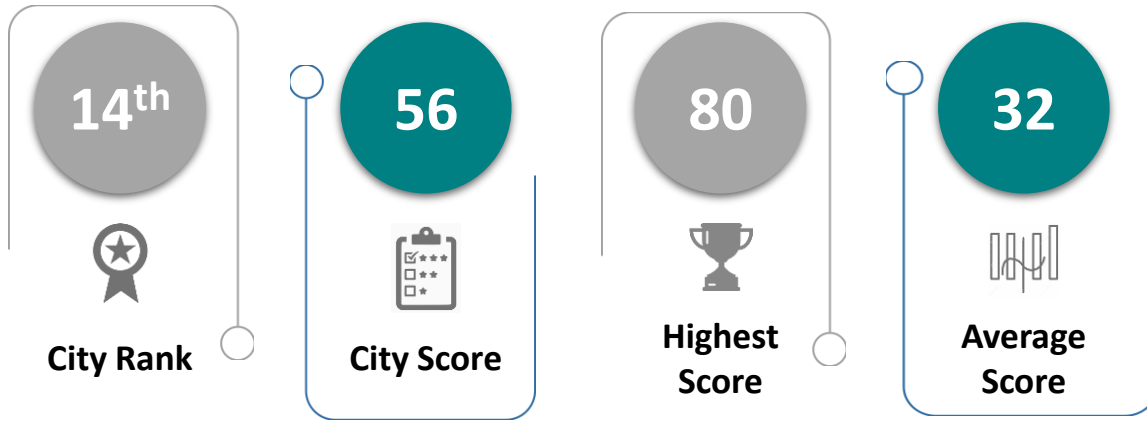 14th
56
80
32
City Rank
City Score
Highest
Score
Average
Score